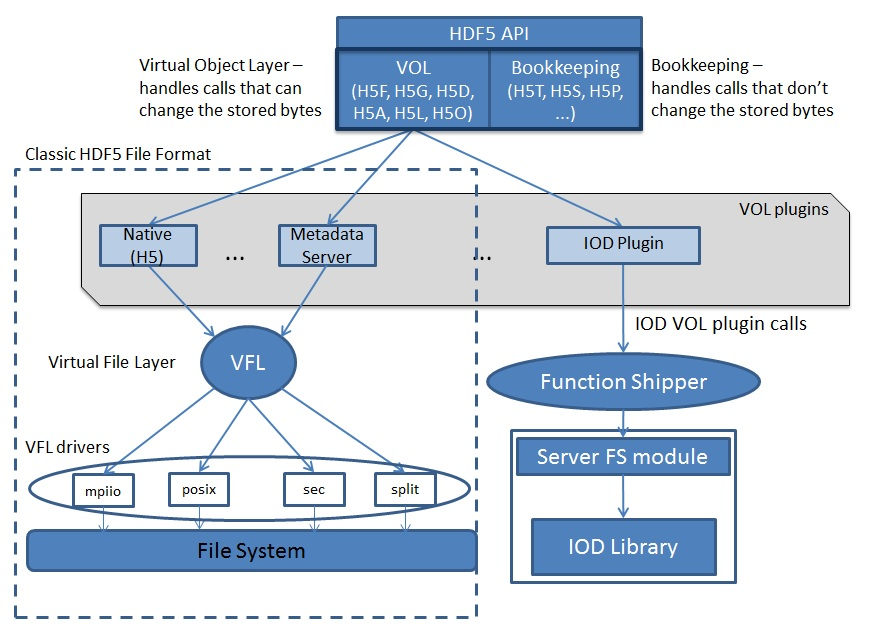 HDF5 API
Virtual Object Layer –
handles calls that can
change the stored bytes
VOL
(H5F, H5G, H5D,
H5A, H5L, H5O)
Bookkeeping
(H5T, H5S, H5P,
...)
Bookkeeping –
handles calls that don't
change the stored bytes
Classic HDF5 File Format
VOL plugins
Native
(H5)
...
Metadata
Server
...
IOD Plugin
IOD VOL plugin calls
Virtual File Layer
VFL
Function Shipper
VFL drivers
mpiio
posix
sec
split
Server FS module
File System
IOD Library